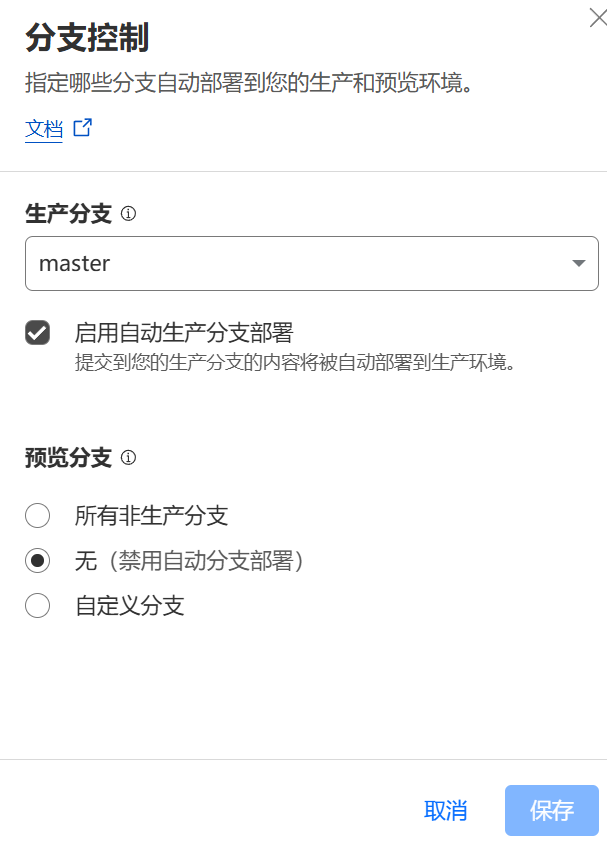 分支控制
指定哪些分支自动部署到您的生产和预览环境。
文档
生产分支
master
启用自动生产分支部署
提交到您的生产分支的内容将被自动部署到生产环境。
预览分支
所有非生产分支
无（禁用自动分支部署）
自定义分支
取消
保存